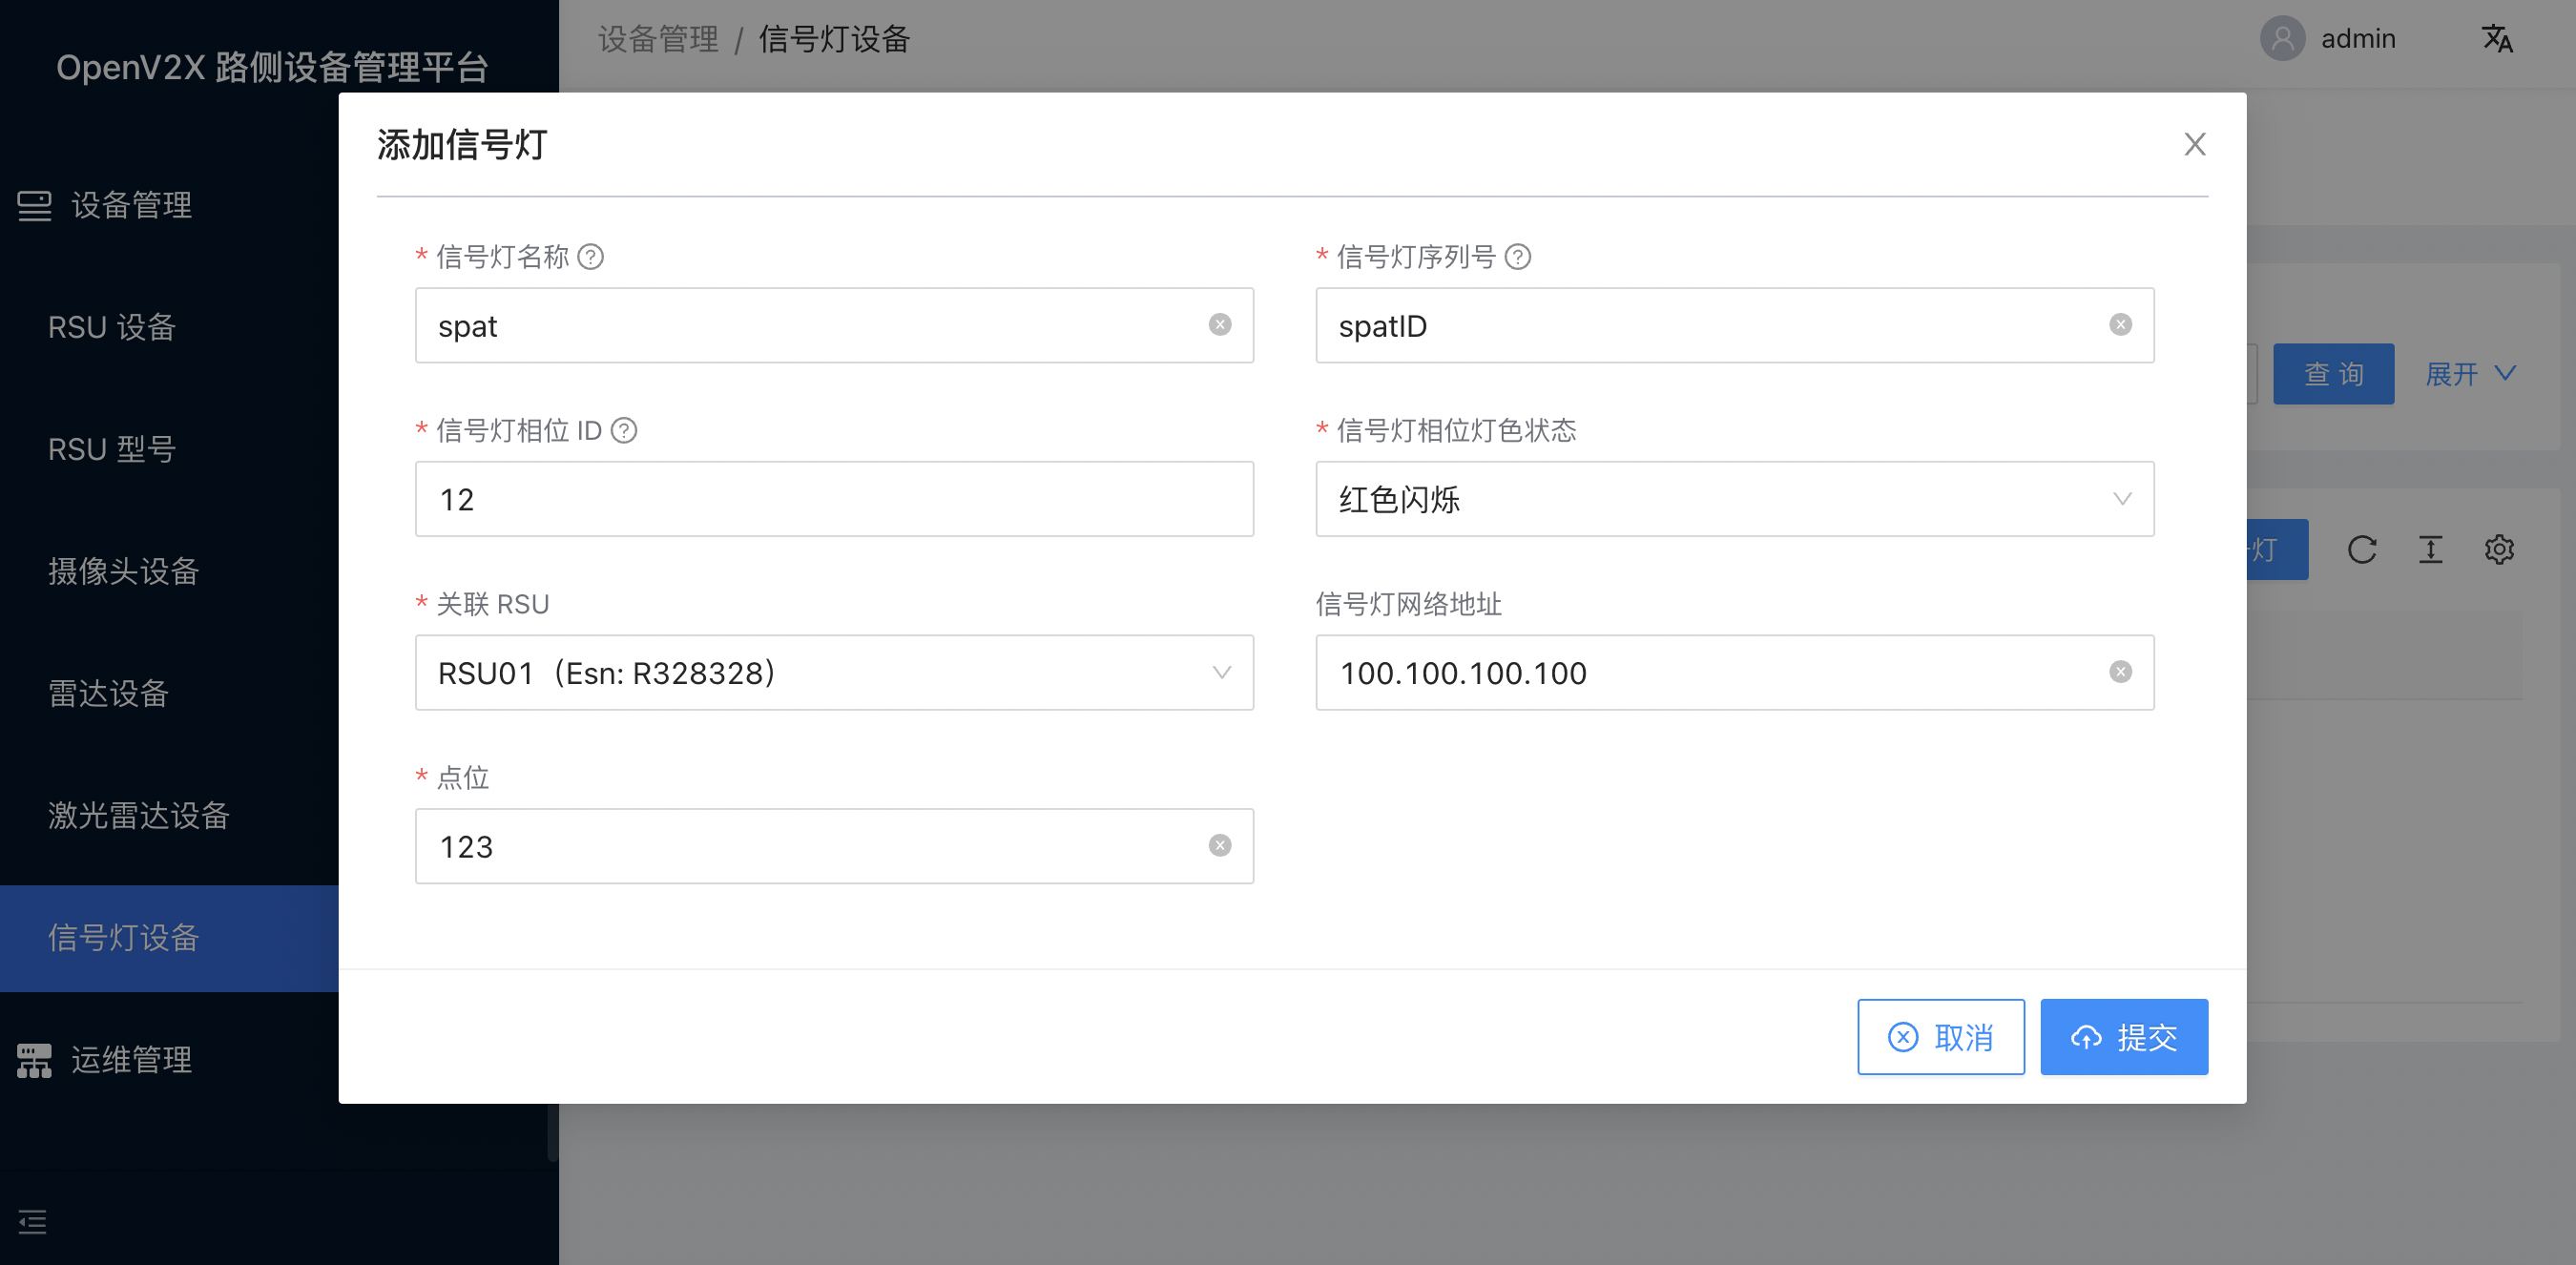 OpenV2X 路侧设备管理平台
设备管理 / 信号灯设备
admin
设备管理
RSU 设备
RSU 型号
摄像头设备
雷达设备
激光雷达设备
信号灯设备
运维管理
添加信号灯
* 信号灯名称
* 信号灯序列号
spat
spatID
* 信号灯相位 ID
* 信号灯相位灯色状态
12
红色闪烁
* 关联 RSU
信号灯网络地址
RSU01（Esn: R328328）
100.100.100.100
* 点位
123
取消
提交
查 询
展开
灯